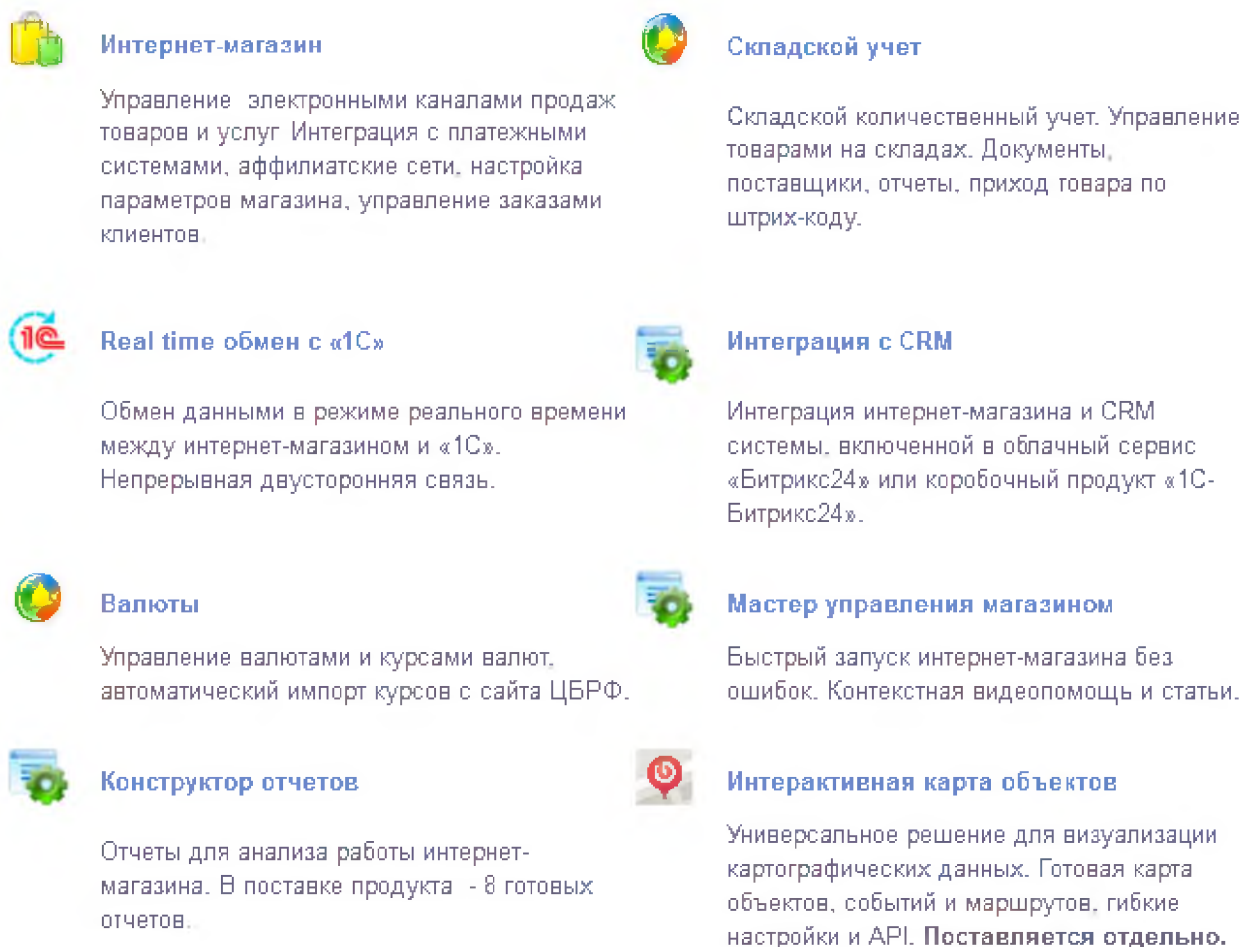 Интернет-магазин
Управление электронными каналами продаж
товаров и услуг Интеграция с платежными
системами, аффилиатские сети, настройка
параметров магазина, управление заказами
клиентов.
Складской учет
Складской количественный учет. Управление
товарами на складах. Документы,
поставщики, отчеты, приход товара по
штрих-коду.
1С
Real time обмен с «1С»
Обмен данными в режиме реального времени
между интернет-магазином и «1С».
Непрерывная двусторонняя связь.
Интеграция с CRM
Интеграция интернет-магазина и CRM
системы, включенной в облачный сервис
«Битрикс24» или коробочный продукт «1С-
Битрикс24».
Валюты
Управление валютами и курсами валют,
автоматический импорт курсов с сайта ЦБРФ.
Мастер управления магазином
Быстрый запуск интернет-магазина без
ошибок. Контекстная видеопомощь и статьи.
Конструктор отчетов
Отчеты для анализа работы интернет-
магазина. В поставке продукта - 8 готовых
отчетов.
Интерактивная карта объектов
Универсальное решение для визуализации
картографических данных. Готовая карта
объектов, событий и маршрутов, гибкие
настройки и API. Поставляется отдельно.